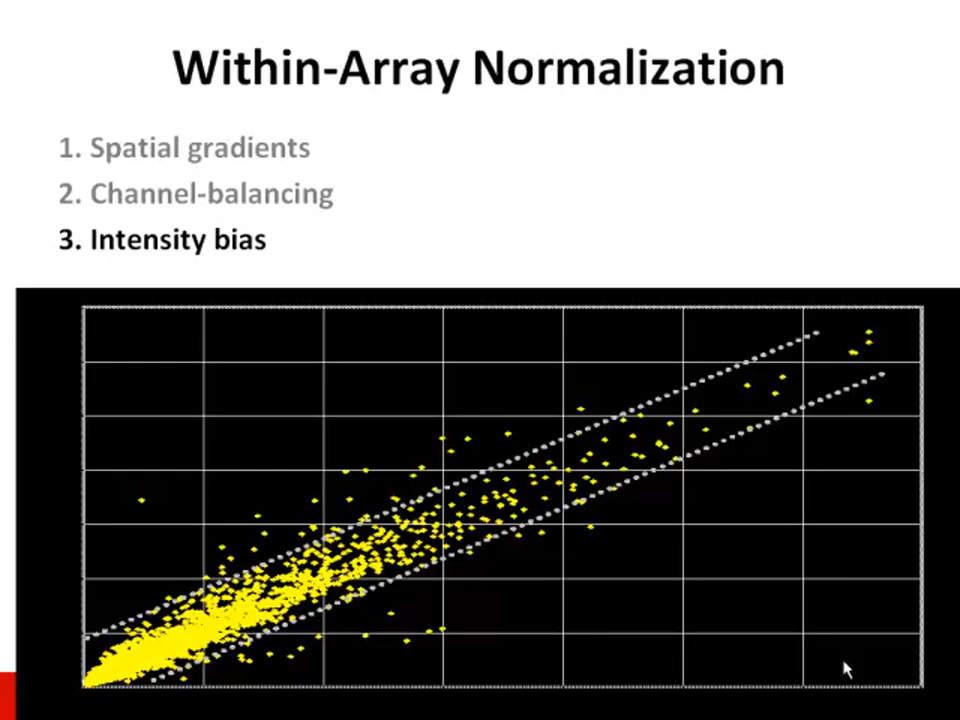 Within-Array Normalization
1. Spatial gradients
2. Channel-balancing
3. Intensity bias